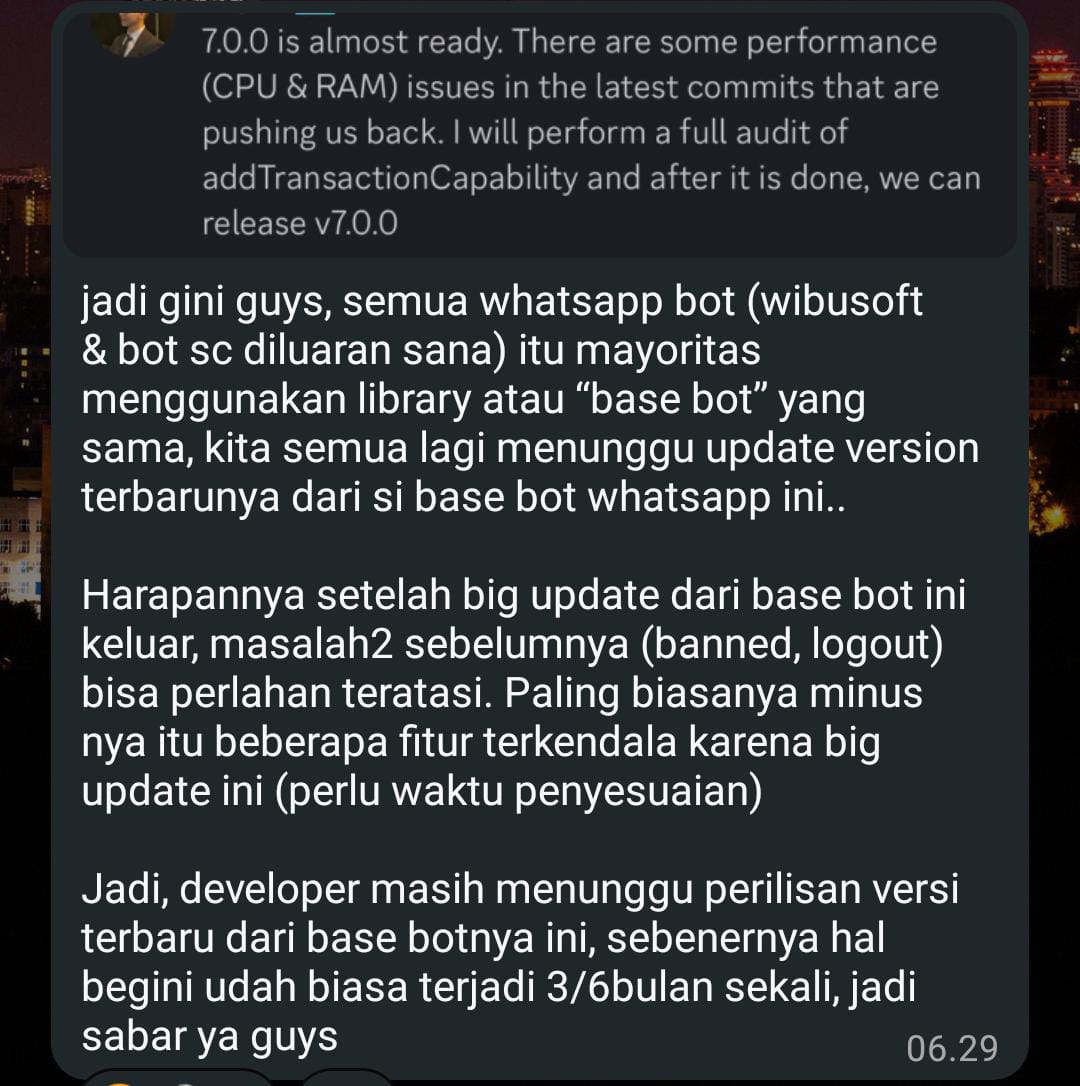 7.0.0 is almost ready. There are some performance
(CPU & RAM) issues in the latest commits that are
pushing us back. I will perform a full audit of
addTransactionCapability and after it is done, we can
release v7.0.0
jadi gini guys, semua whatsapp bot (wibusoft
& bot sc diluaran sana) itu mayoritas
menggunakan library atau “base bot” yang
sama, kita semua lagi menunggu update version
terbarunya dari si base bot whatsapp ini..
Harapannya setelah big update dari base bot ini
keluar, masalah2 sebelumnya (banned, logout)
bisa perlahan teratasi. Paling biasanya minus
nya itu beberapa fitur terkendala karena big
update ini (perlu waktu penyesuaian)
Jadi, developer masih menunggu perilisan versi
terbaru dari base botnya ini, sebenernya hal
begini udah biasa terjadi 3/6bulan sekali, jadi
sabar ya guys
06.29